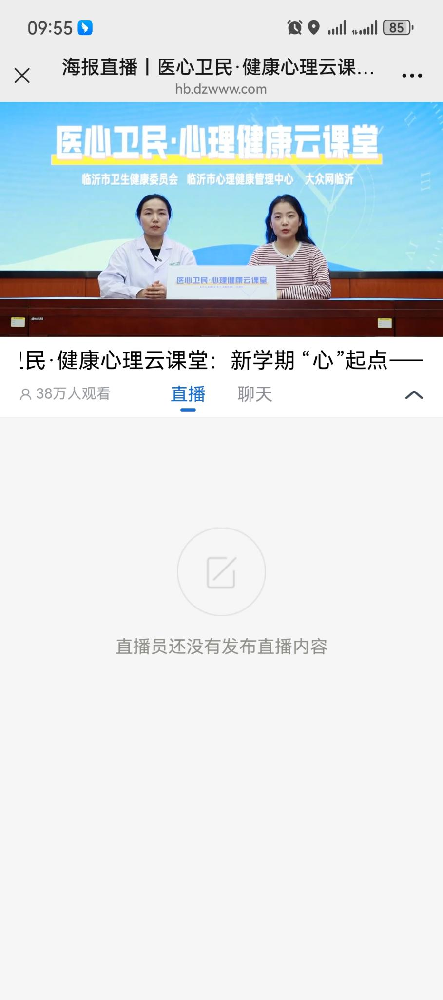 09:55
85
海报直播丨医心卫民·健康心理云课...
hb.dzwww.com
医心卫民·心理健康云课堂
临沂市卫生健康委员会 临沂市心理健康管理中心 大众网临沂
医心卫民·心理健康云课堂
民·健康心理云课堂：新学期“心”起点——
38万人观看
直播
聊天
直播员还没有发布直播内容